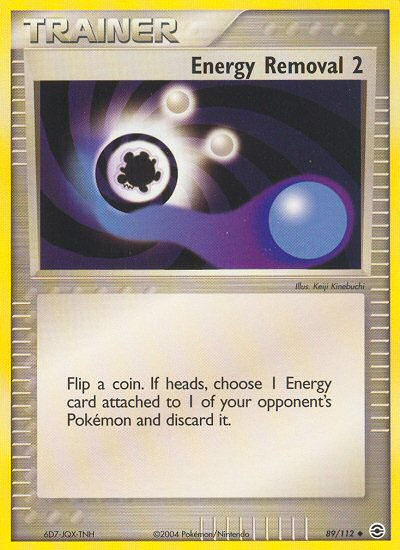 TRAINER
Energy Removal 2
Illus. Keiji Kinebuchi
Flip a coin. If heads, choose 1 Energy
card attached to 1 of your opponent's
Pokémon and discard it.
6D7-JQX-TNH
©2004 Pokémon/Nintendo
89/112